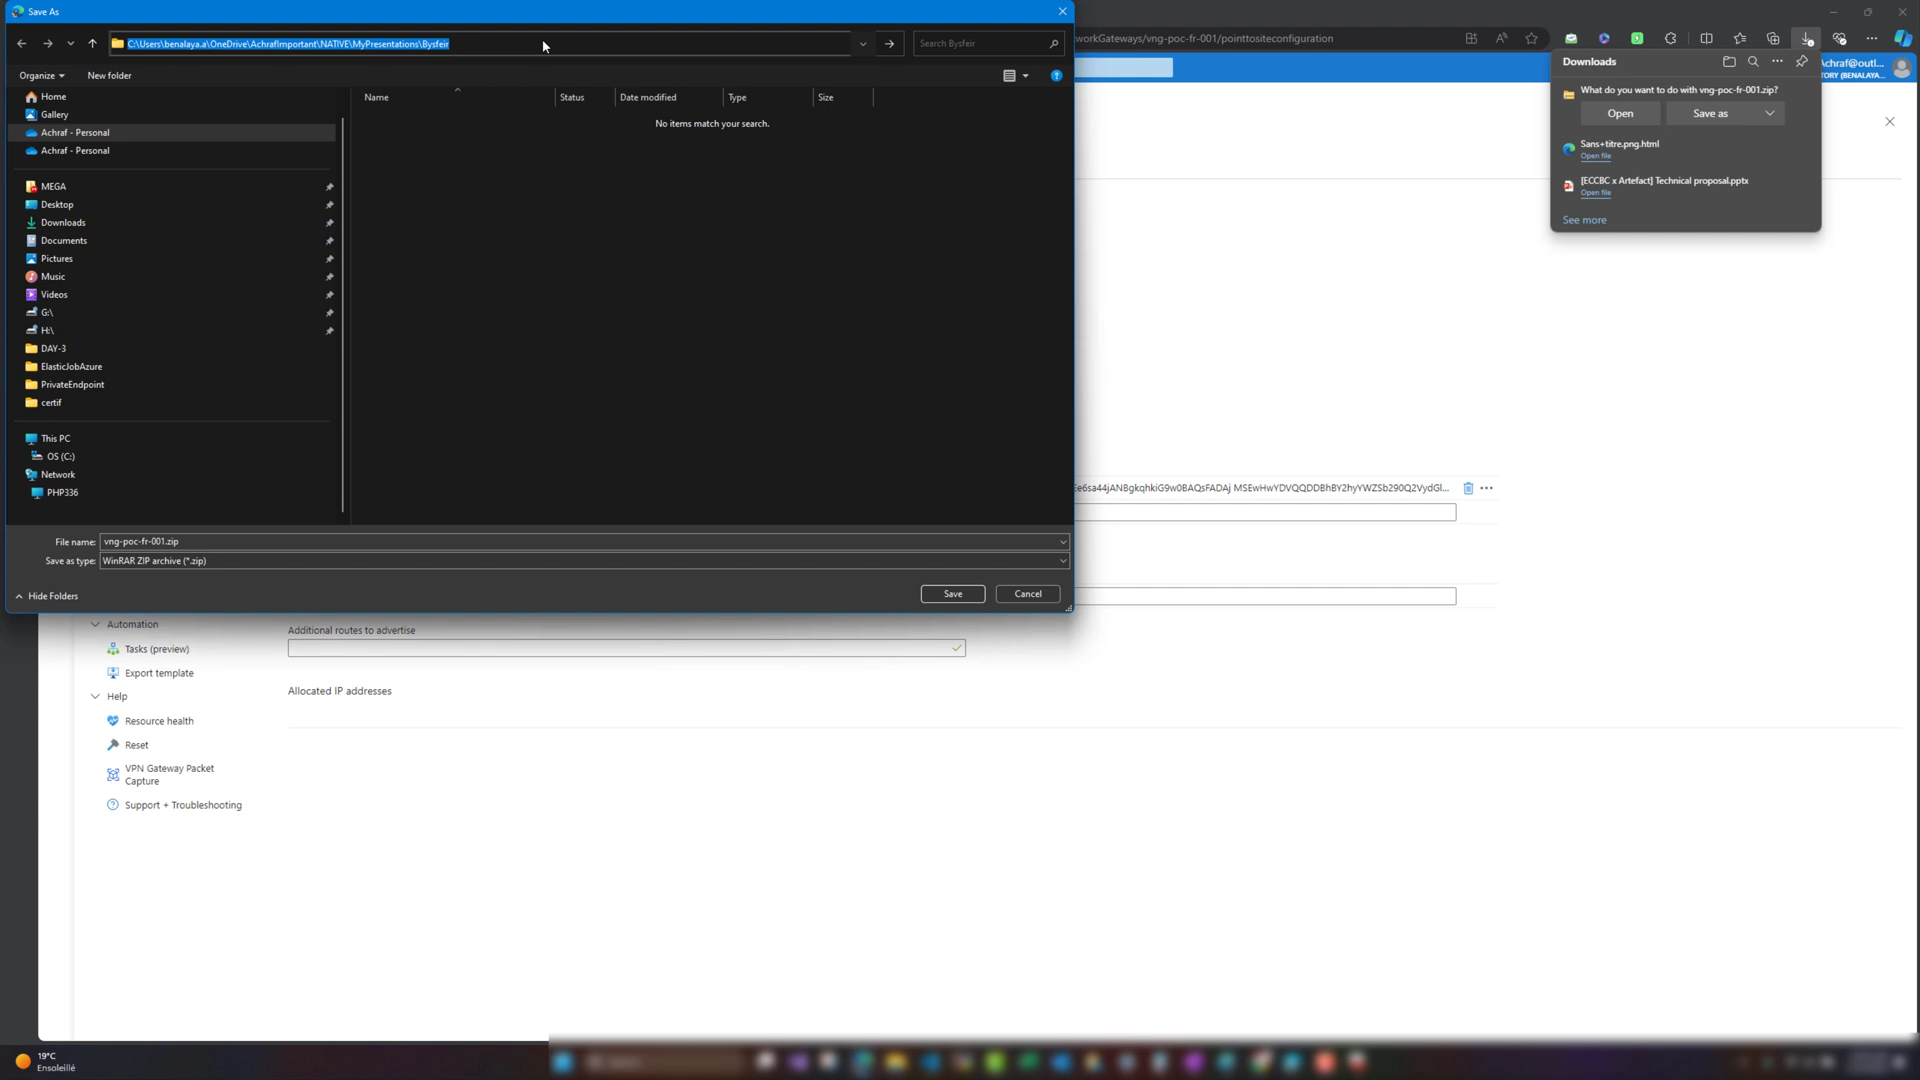 Save As
C:\Users\benalaya.a\OneDrive\AchrafImportant\NATIVE\MyPresentations\Bysfeir
Search Bysfeir
Organize
New folder
Home
Gallery
Achraf - Personal
Achraf - Personal
MEGA
Desktop
Downloads
Documents
Pictures
Music
Videos
G:\
H:\
DAY-3
ElasticJobAzure
PrivateEndpoint
certif
This PC
OS (C:)
Network
PHP336
Name
Status
Date modified
Type
Size
No items match your search.
File name: vng-poc-fr-001.zip
Save as type: WinRAR ZIP archive (*.zip)
Hide Folders
Save
Cancel
workGateways/vng-poc-fr-001/pointtositeconfiguration
Achraf@outl...
TORY (BENALAYA...
Downloads
What do you want to do with vng-poc-fr-001.zip?
Open
Save as
Sans+titre.png.html
Open file
[ECCBC x Artefact] Technical proposal.pptx
Open file
See more
Ee6sa44jANBgkqhkiG9w0BAQsFADAj MSEwHwYDVQQDDBhBY2hyYWZSb290Q2VydGl...
Automation
Tasks (preview)
Export template
Help
Resource health
Reset
VPN Gateway Packet
Capture
Support + Troubleshooting
Additional routes to advertise
Allocated IP addresses
19°C
Ensoleillé